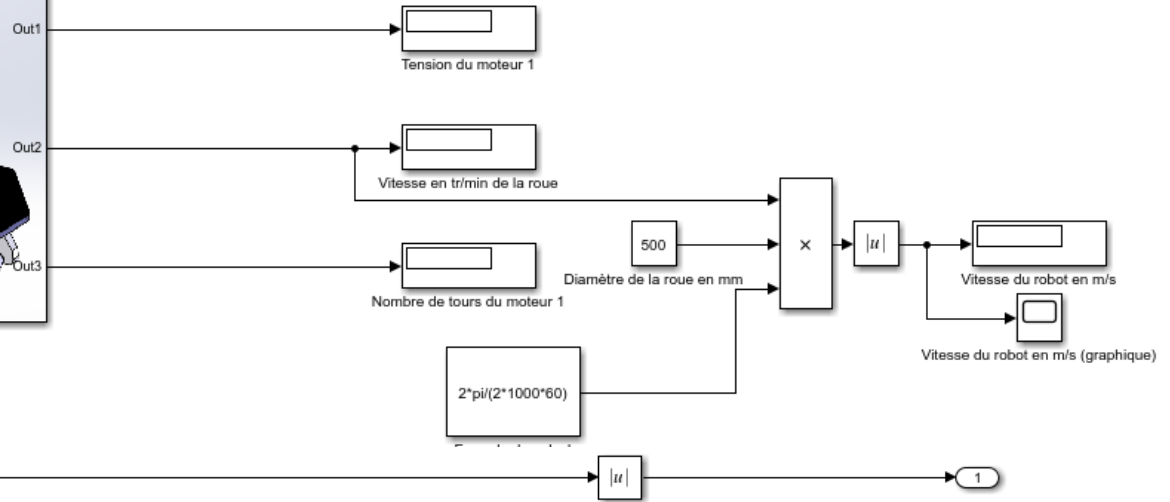 Out1
Tension du moteur 1
Out2
Vitesse en tr/min de la roue
500
×
|u|
Diamètre de la roue en mm
Vitesse du robot en m/s
Out3
Nombre de tours du moteur 1
Vitesse du robot en m/s (graphique)
2*pi/(2*1000*60)
|u|
1